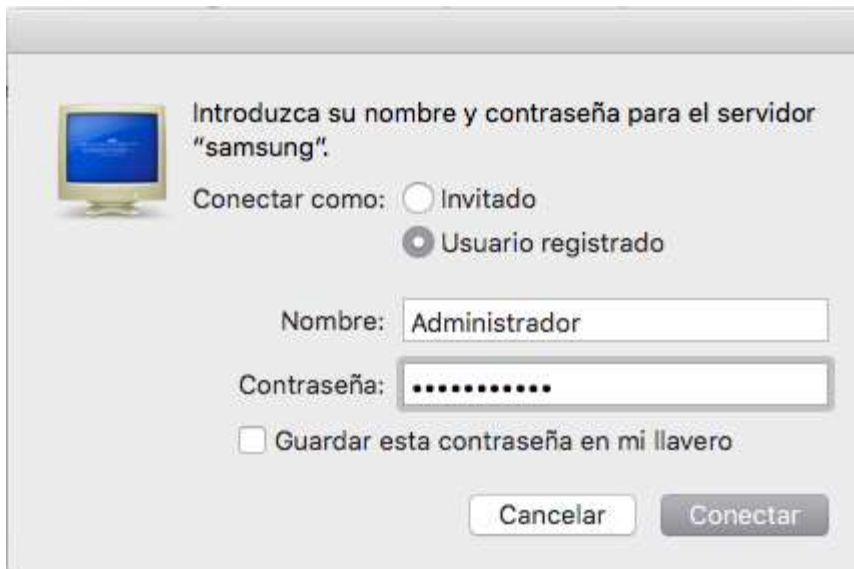 Introduzca su nombre y contraseña para el servidor
“samsung”.
Conectar como: Invitado
Usuario registrado
Nombre: Administrador
Contraseña: •••••••••••
Guardar esta contraseña en mi llavero
Cancelar Conectar